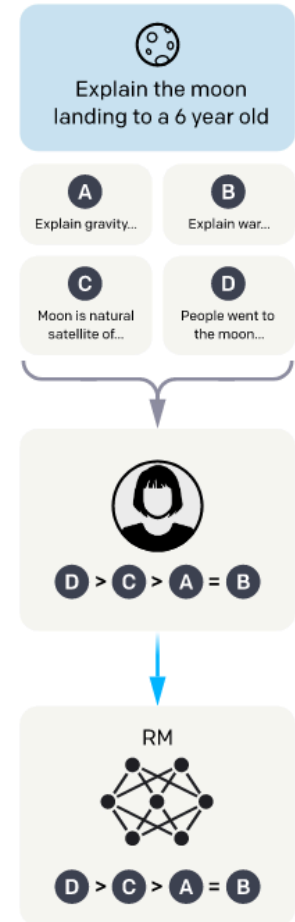 Explain the moon
landing to a 6 year old
A
Explain gravity...
B
Explain war...
C
Moon is natural
satellite of...
D
People went to
the moon...
D > C > A = B
RM
D > C > A = B